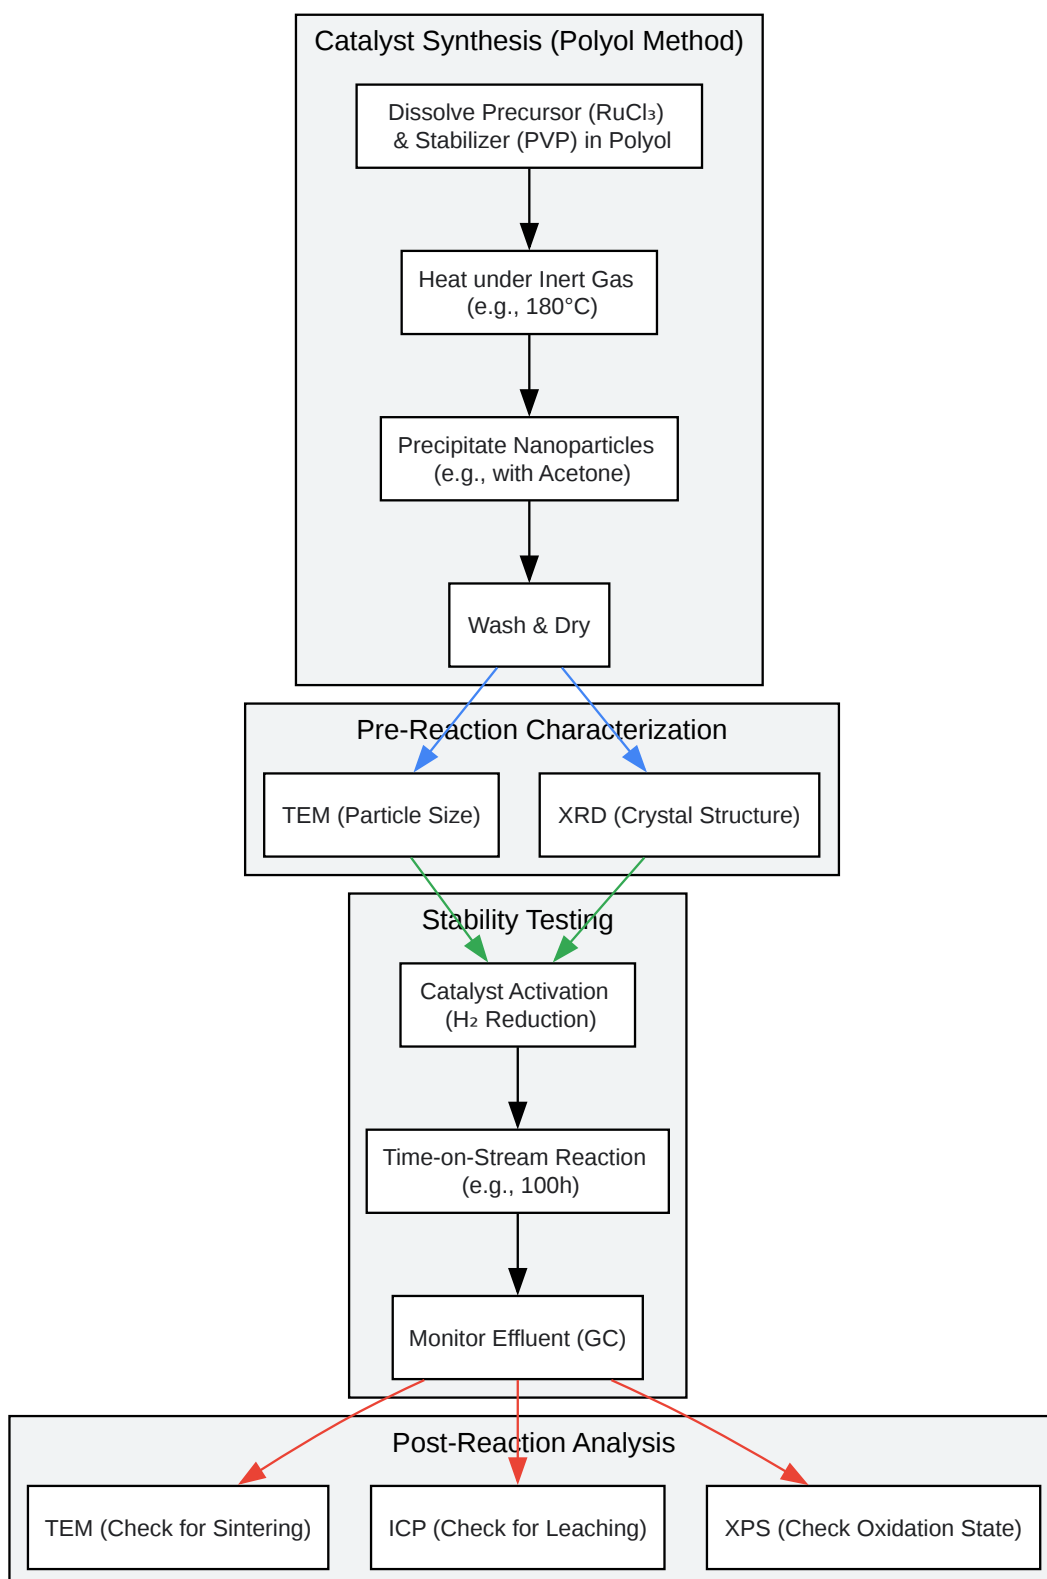 Catalyst Synthesis (Polyol Method)
Dissolve Precursor (RuCl₃)
& Stabilizer (PVP) in Polyol
Heat under Inert Gas
(e.g., 180°C)
Precipitate Nanoparticles
(e.g., with Acetone)
Wash & Dry
Pre-Reaction Characterization
TEM (Particle Size)
XRD (Crystal Structure)
Stability Testing
Catalyst Activation
(H₂ Reduction)
Time-on-Stream Reaction
(e.g., 100h)
Monitor Effluent (GC)
Post-Reaction Analysis
TEM (Check for Sintering)
ICP (Check for Leaching)
XPS (Check Oxidation State)